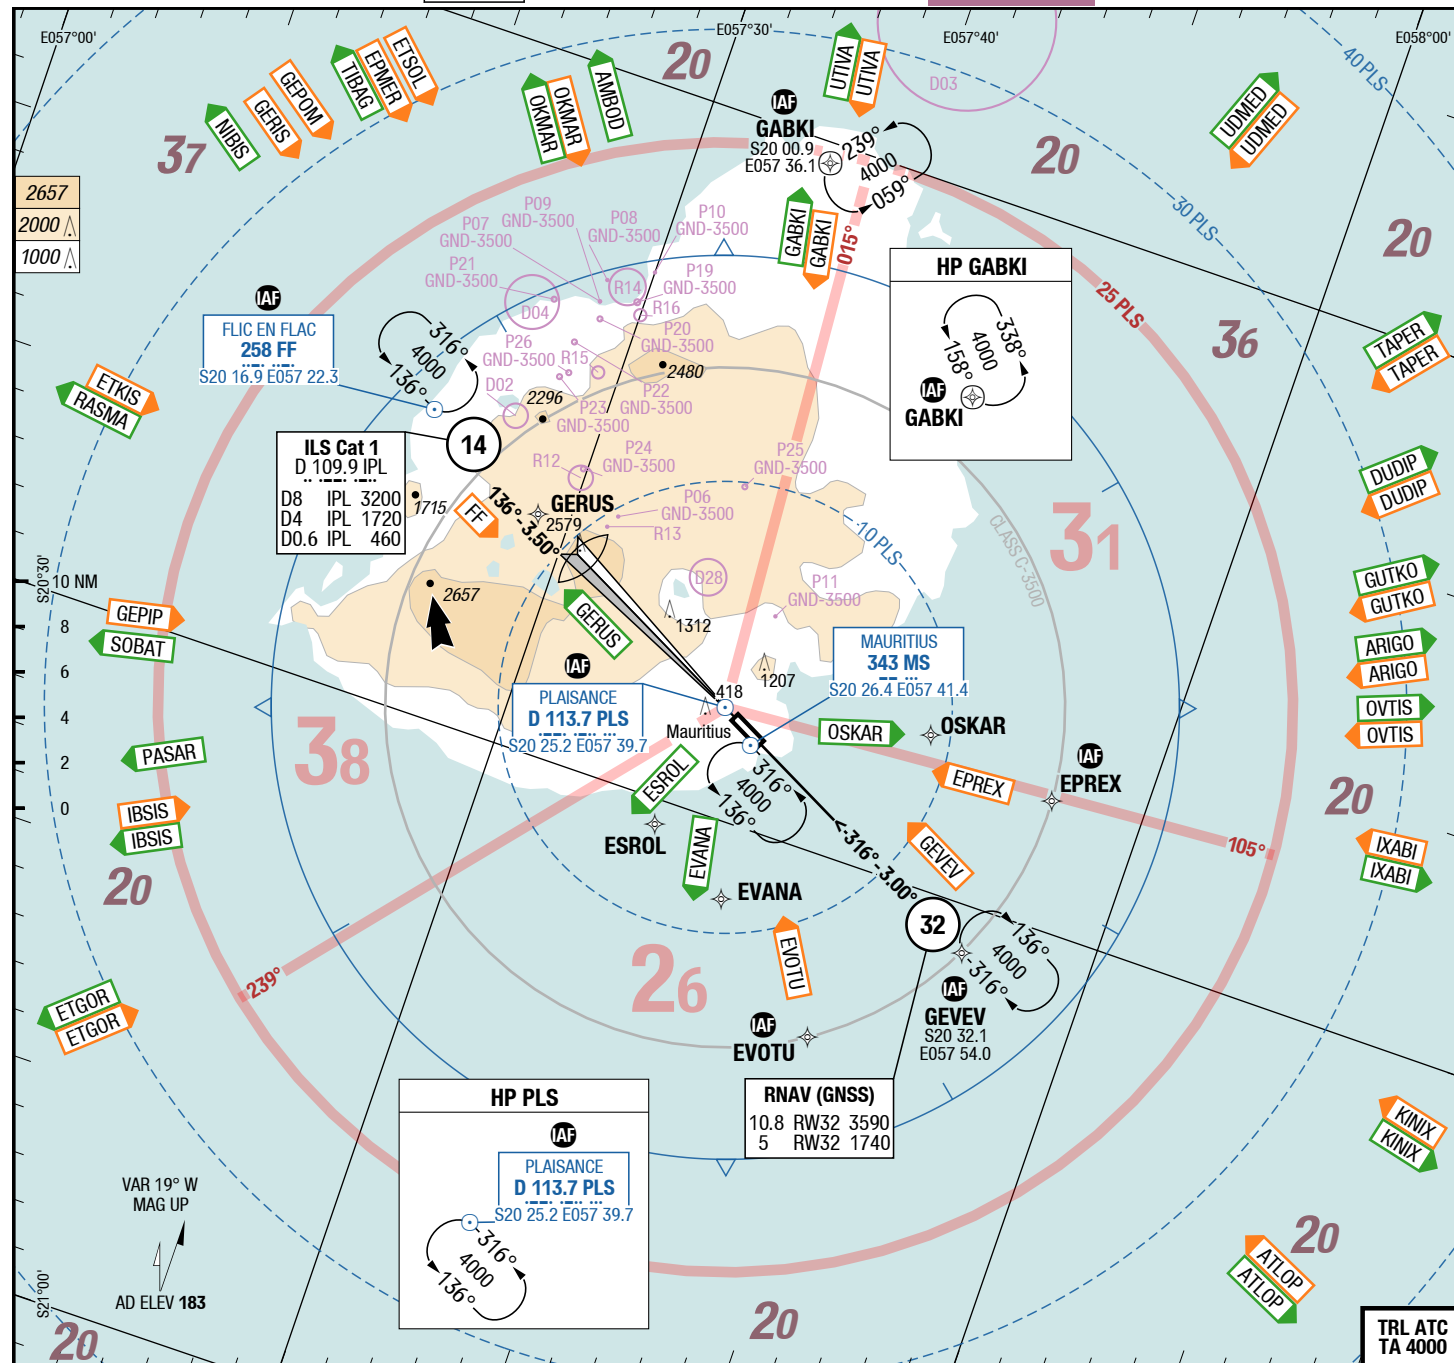 E057°00'
E057°30'
E057°40'
E058°00'
40 PLS
20
UTIVA
UTIVA
D03
ETSOL
EPMER
TIBAG
GEPOM
GERIS
NIBIS
37
OKMAR
OKMAR
AMBOD
UDMED
UDMED
20
IAF
GABKI
S20 00.9
E057 36.1
239°
4000
059°
2657
2000
1000
30 PLS
20
GABKI
GABKI
015°
P10
GND-3500
P09
GND-3500
P08
GND-3500
P07
GND-3500
P21
GND-3500
P19
GND-3500
R14
D04
R16
P20
GND-3500
P26
GND-3500
R15
P22
GND-3500
D02
P23
GND-3500
2480
2296
HP GABKI
338°
4000
158°
IAF
GABKI
25 PLS
36
TAPER
TAPER
IAF
FLIC EN FLAC
258 FF
S20 16.9 E057 22.3
316°
4000
136°
ETKIS
RASMA
14
ILS Cat 1
D 109.9 IPL
D8 IPL 3200
D4 IPL 1720
D0.6 IPL 460
1715
FF
136°-3.50°
GERUS
2579
R12
P24
GND-3500
P25
GND-3500
P06
GND-3500
R13
10 PLS
CLASS C-3500
31
DUDIP
DUDIP
S20°30'
10 NM
8
6
4
2
0
2657
GERUS
D28
P11
GND-3500
1312
1207
GUTKO
GUTKO
ARIGO
ARIGO
OVTIS
OVTIS
GEPIP
SOBAT
IAF
PLAISANCE
D 113.7 PLS
S20 25.2 E057 39.7
MAURITIUS
343 MS
S20 26.4 E057 41.4
418
Mauritius
OSKAR
OSKAR
38
PASAR
ESROL
ESROL
316°
4000
136°
EPREX
IAF
EPREX
20
IBSIS
IBSIS
20
EVANA
EVANA
<-316°-3.00°
GEVEV
105°
IXABI
IXABI
239°
26
EVOTU
IAF
EVOTU
32
136°
4000
316°
IAF
GEVEV
S20 32.1
E057 54.0
ETGOR
ETGOR
HP PLS
IAF
PLAISANCE
D 113.7 PLS
S20 25.2 E057 39.7
316°
4000
136°
RNAV (GNSS)
10.8 RW32 3590
5 RW32 1740
KINIX
KINIX
VAR 19° W
MAG UP
AD ELEV 183
S21°00'
20
20
20
ATLOP
ATLOP
TRL ATC
TA 4000